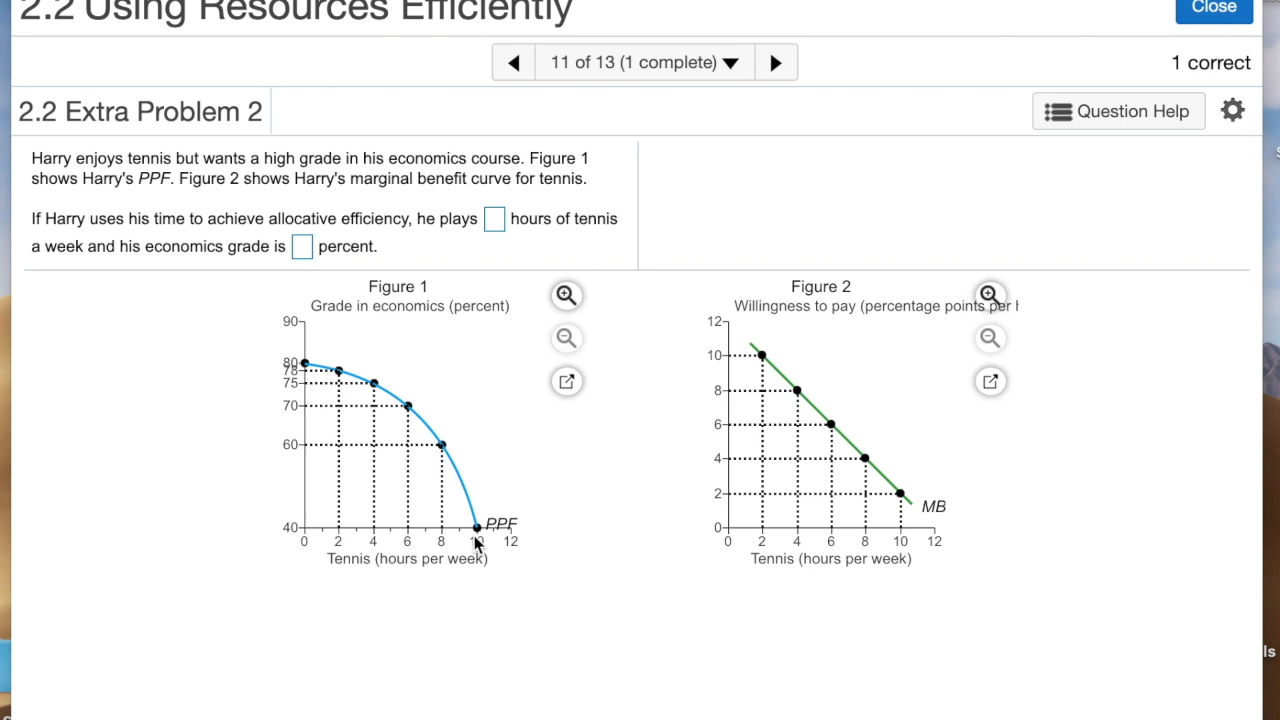 2.2 Using Resources Efficiently
Close
11 of 13 (1 complete)
1 correct
2.2 Extra Problem 2
Question Help
Harry enjoys tennis but wants a high grade in his economics course. Figure 1
shows Harry's PPF. Figure 2 shows Harry's marginal benefit curve for tennis.
If Harry uses his time to achieve allocative efficiency, he plays hours of tennis
a week and his economics grade is percent.
Figure 1
Grade in economics (percent)
90
80
78
75
70
60
40
PPF
0 2 4 6 8 10 12
Tennis (hours per week)
Figure 2
Willingness to pay (percentage points per h
12
10
8
6
4
2
0
MB
0 2 4 6 8 10 12
Tennis (hours per week)
ls